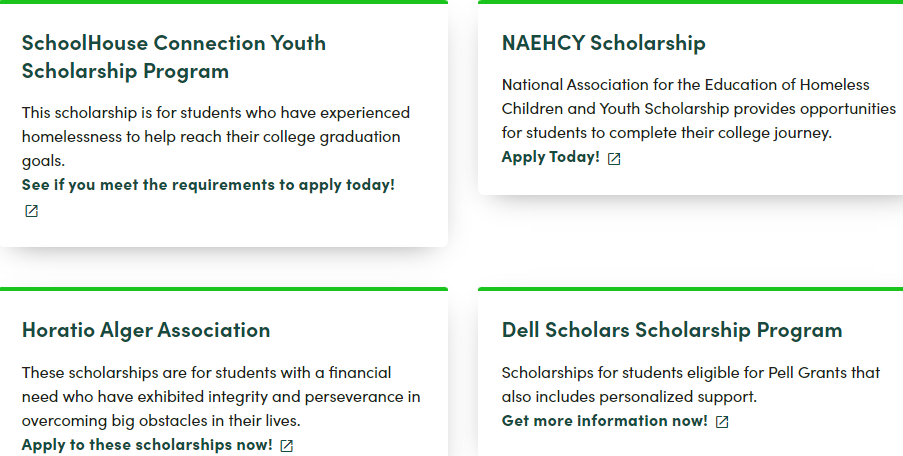 SchoolHouse Connection Youth
Scholarship Program
This scholarship is for students who have experienced
homelessness to help reach their college graduation
goals.
See if you meet the requirements to apply today!
NAEHCY Scholarship
National Association for the Education of Homeless
Children and Youth Scholarship provides opportunities
for students to complete their college journey.
Apply Today!
Horatio Alger Association
These scholarships are for students with a financial
need who have exhibited integrity and perseverance in
overcoming big obstacles in their lives.
Apply to these scholarships now!
Dell Scholars Scholarship Program
Scholarships for students eligible for Pell Grants that
also includes personalized support.
Get more information now!